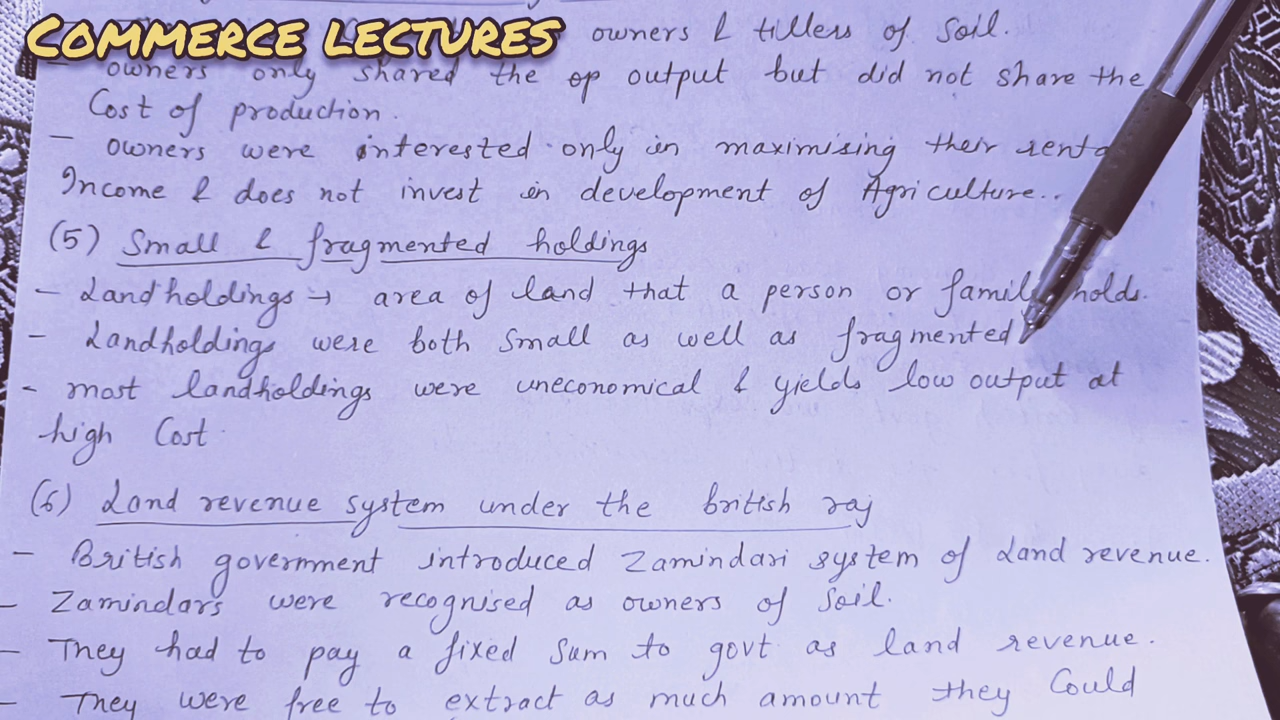 COMMERCE LECTURES owners & tillers of soil.
- owners only shared the op output but did not share the
Cost of production.
- owners were interested only in maximising their
Income & does not invest in development of Agriculture..
(5) Small & fragmented holdings
- Landholdings → area of land that a person or family holds.
- Landholdings were both small as well as fragmented
- most landholdings were uneconomical & yields low output at
high Cost.
(6) Land revenue system under the british raj
- British government introduced Zamindari system of Land revenue.
- Zamindars were recognised as owners of soil.
- They had to pay a fixed sum to govt as land revenue.
- They were free to extract as much amount they Could